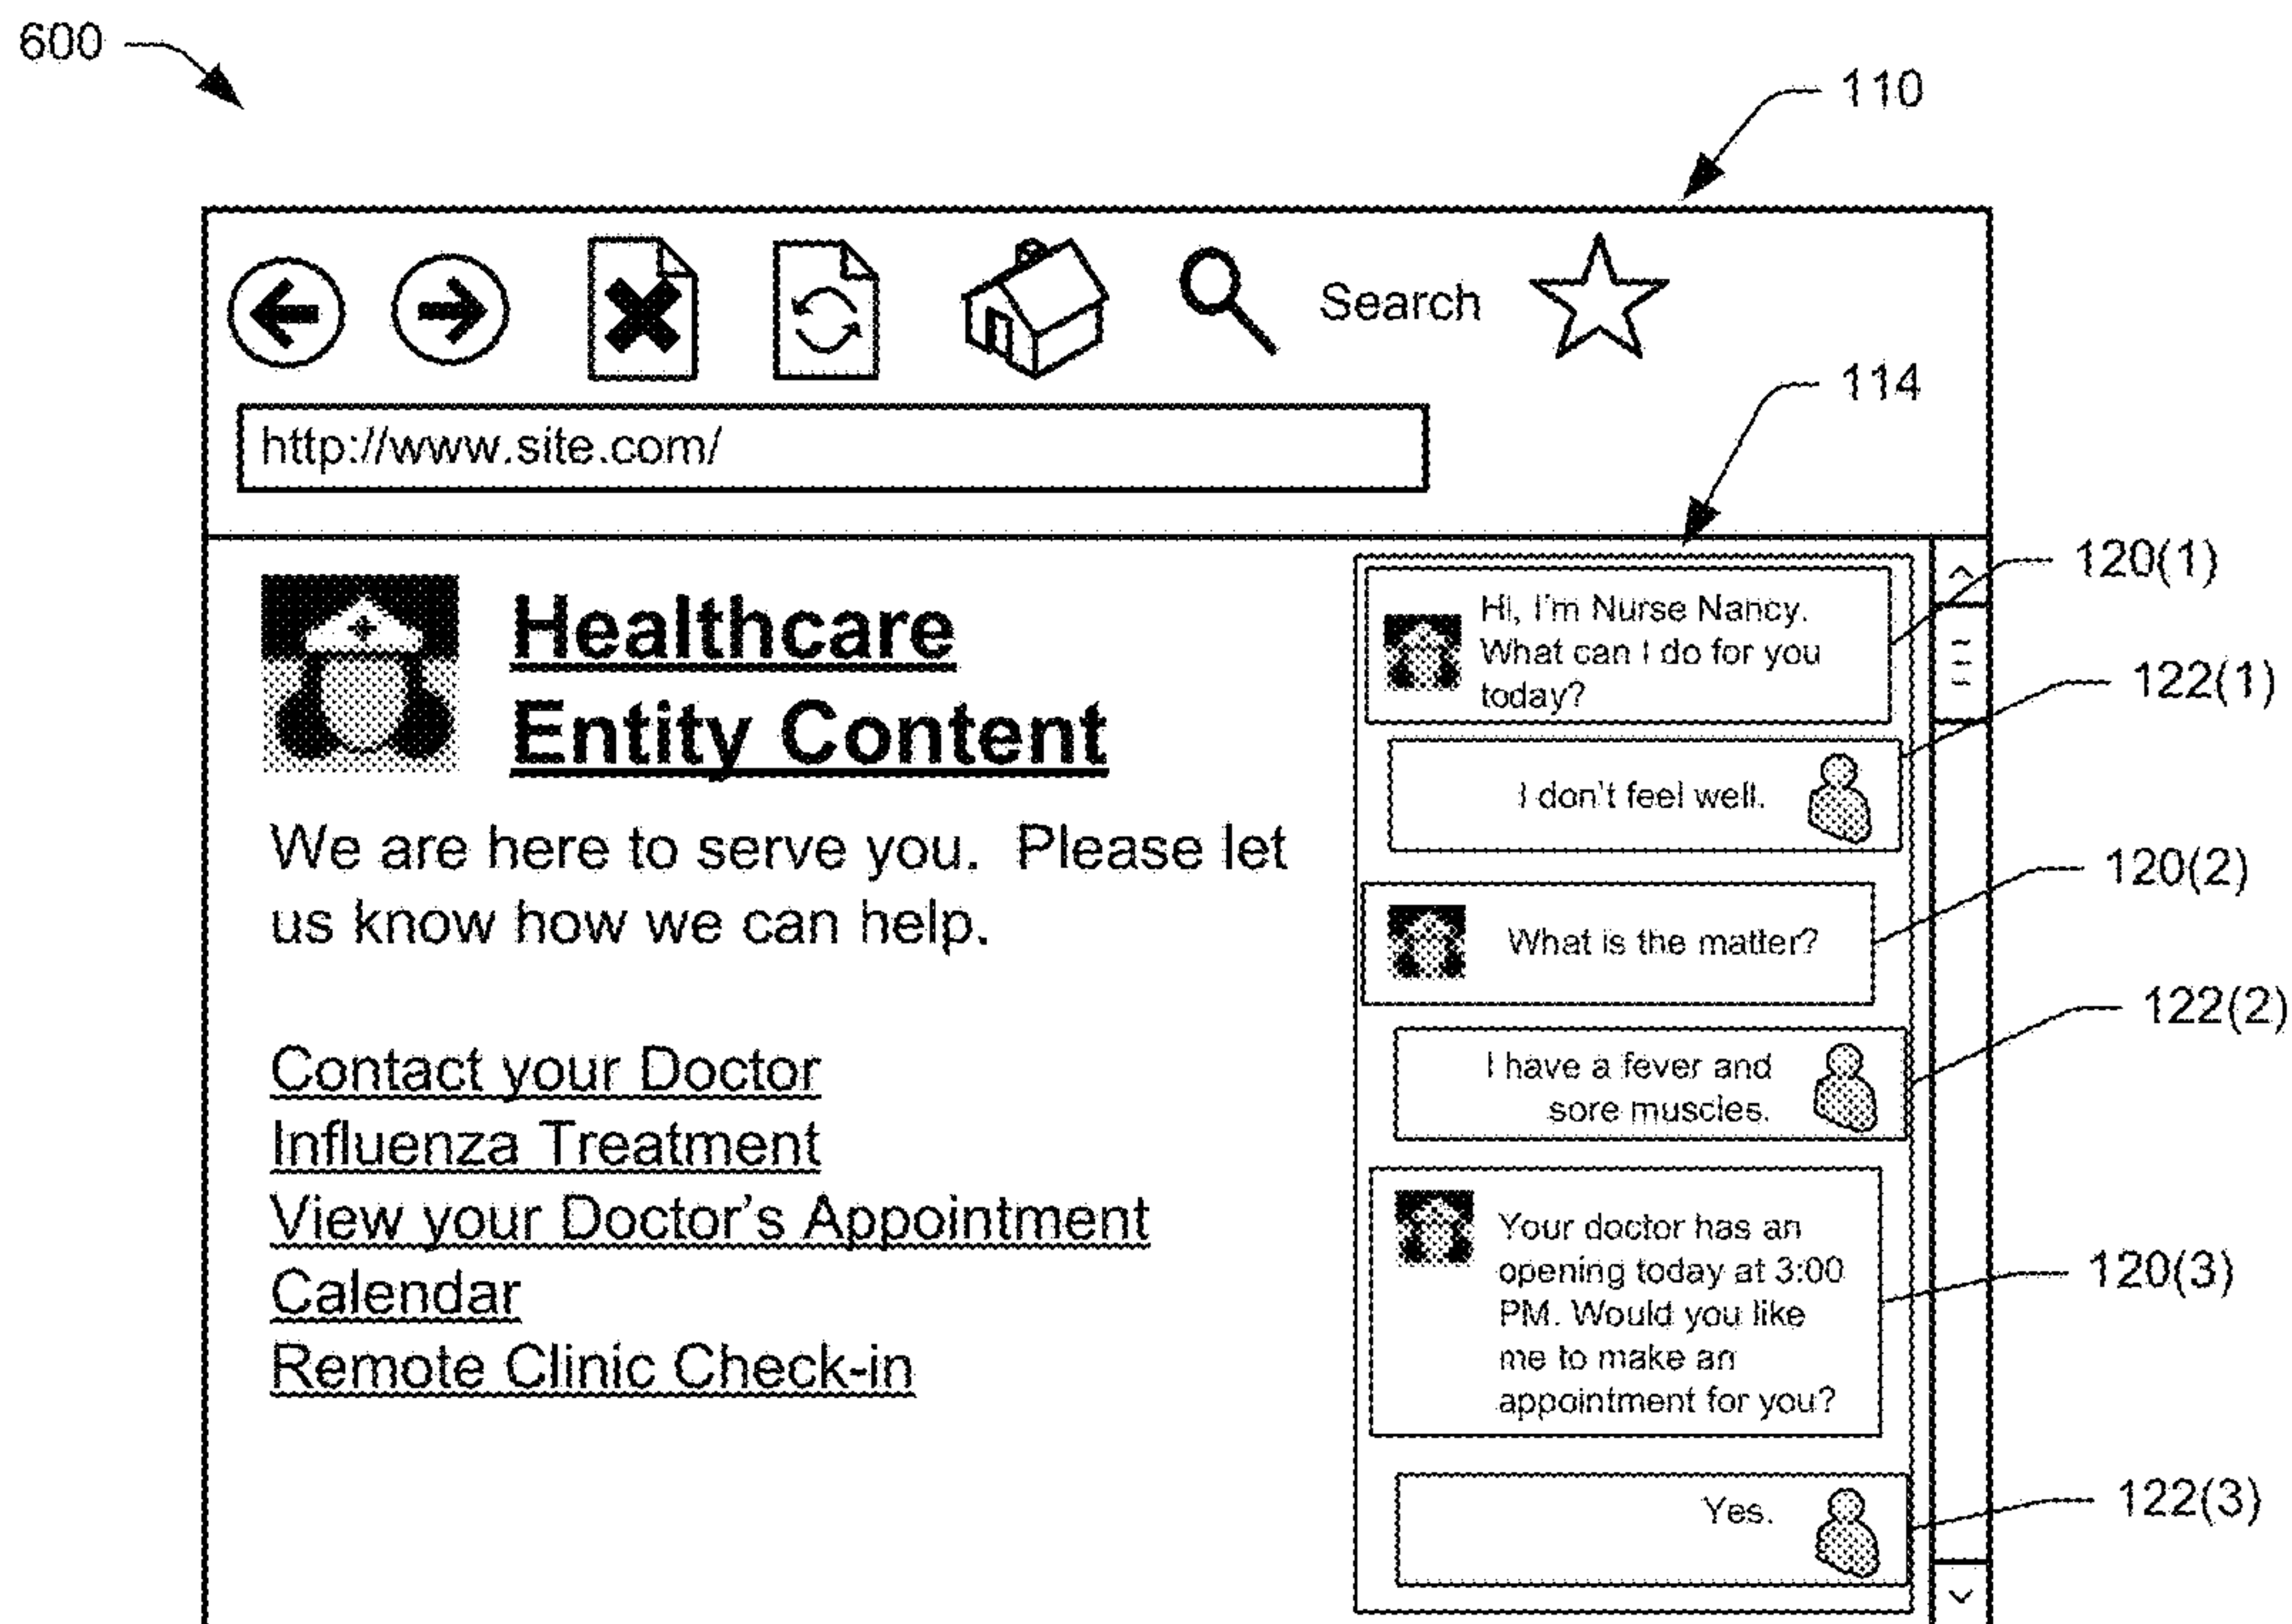 600
110
Search
114
http://www.site.com/
Healthcare
Entity Content
We are here to serve you. Please let
us know how we can help.
Contact your Doctor
Influenza Treatment
View your Doctor's Appointment
Calendar
Remote Clinic Check-in
Hi, I'm Nurse Nancy.
What can I do for you
today?
120(1)
I don't feel well.
122(1)
What is the matter?
120(2)
I have a fever and
sore muscles.
122(2)
Your doctor has an
opening today at 3:00
PM. Would you like
me to make an
appointment for you?
120(3)
Yes.
122(3)